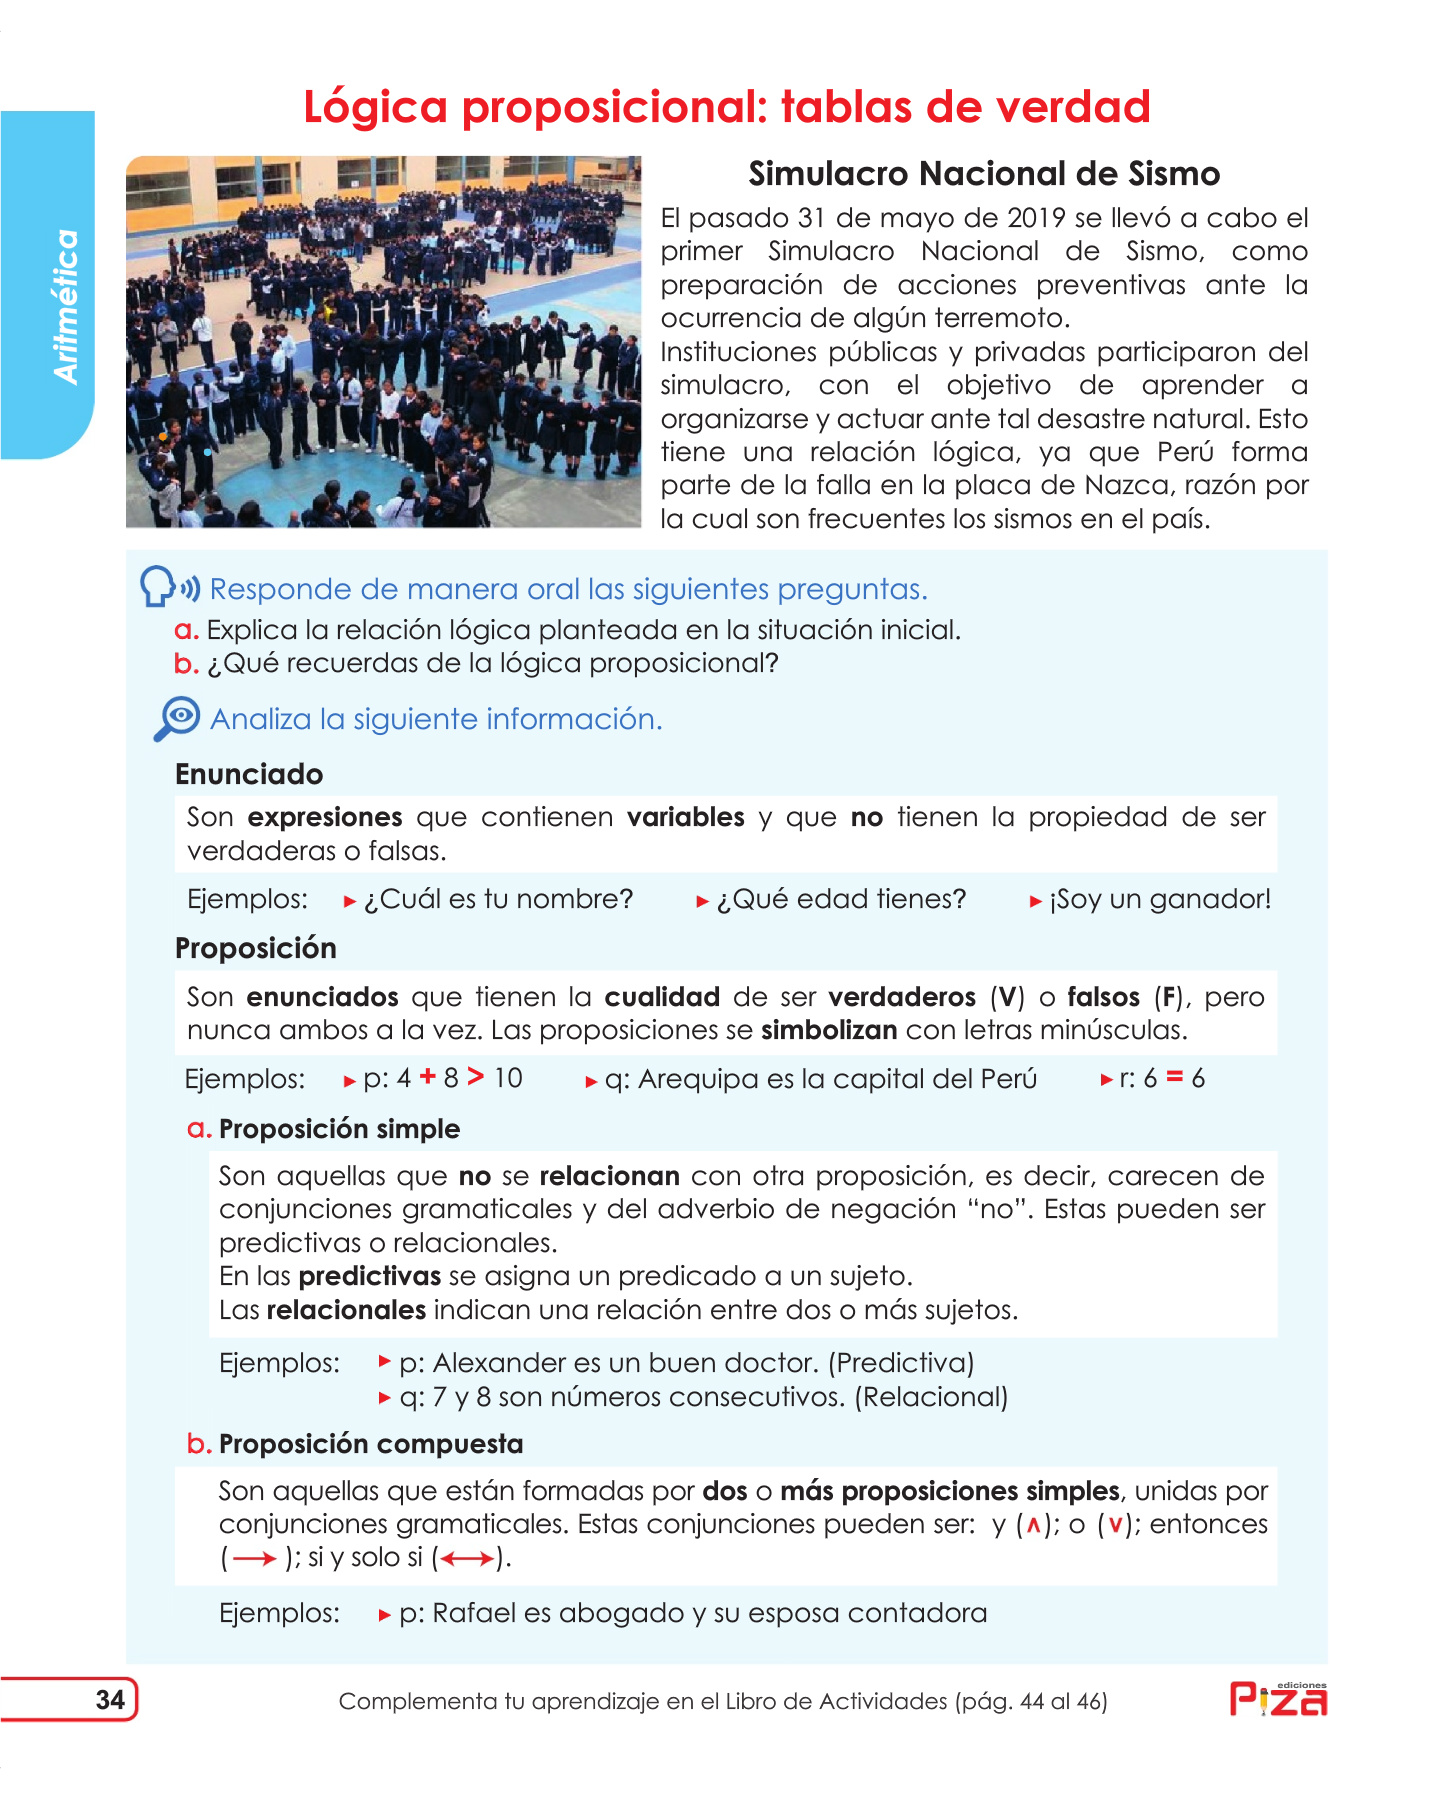 Lógica proposicional: tablas de verdad
Aritmética
Simulacro Nacional de Sismo
El pasado 31 de mayo de 2019 se llevó a cabo el
primer Simulacro Nacional de Sismo, como
preparación de acciones preventivas ante la
ocurrencia de algún terremoto.
Instituciones públicas y privadas participaron del
simulacro, con el objetivo de aprender a
organizarse y actuar ante tal desastre natural. Esto
tiene una relación lógica, ya que Perú forma
parte de la falla en la placa de Nazca, razón por
la cual son frecuentes los sismos en el país.
Responde de manera oral las siguientes preguntas.
a. Explica la relación lógica planteada en la situación inicial.
b. ¿Qué recuerdas de la lógica proposicional?
Analiza la siguiente información.
Enunciado
Son expresiones que contienen variables y que no tienen la propiedad de ser
verdaderas o falsas.
Ejemplos: ▸ ¿Cuál es tu nombre? ▸ ¿Qué edad tienes? ▸ ¡Soy un ganador!
Proposición
Son enunciados que tienen la cualidad de ser verdaderos (V) o falsos (F), pero
nunca ambos a la vez. Las proposiciones se simbolizan con letras minúsculas.
Ejemplos: ▸ p: 4 + 8 > 10 ▸ q: Arequipa es la capital del Perú ▸ r: 6 = 6
a. Proposición simple
Son aquellas que no se relacionan con otra proposición, es decir, carecen de
conjunciones gramaticales y del adverbio de negación “no”. Estas pueden ser
predictivas o relacionales.
En las predictivas se asigna un predicado a un sujeto.
Las relacionales indican una relación entre dos o más sujetos.
Ejemplos: ▸ p: Alexander es un buen doctor. (Predictiva)
▸ q: 7 y 8 son números consecutivos. (Relacional)
b. Proposición compuesta
Son aquellas que están formadas por dos o más proposiciones simples, unidas por
conjunciones gramaticales. Estas conjunciones pueden ser: y (∧); o (∨); entonces
(⟶); si y solo si (⟷).
Ejemplos: ▸ p: Rafael es abogado y su esposa contadora
34
Complementa tu aprendizaje en el Libro de Actividades (pág. 44 al 46)
ediciones
Piza